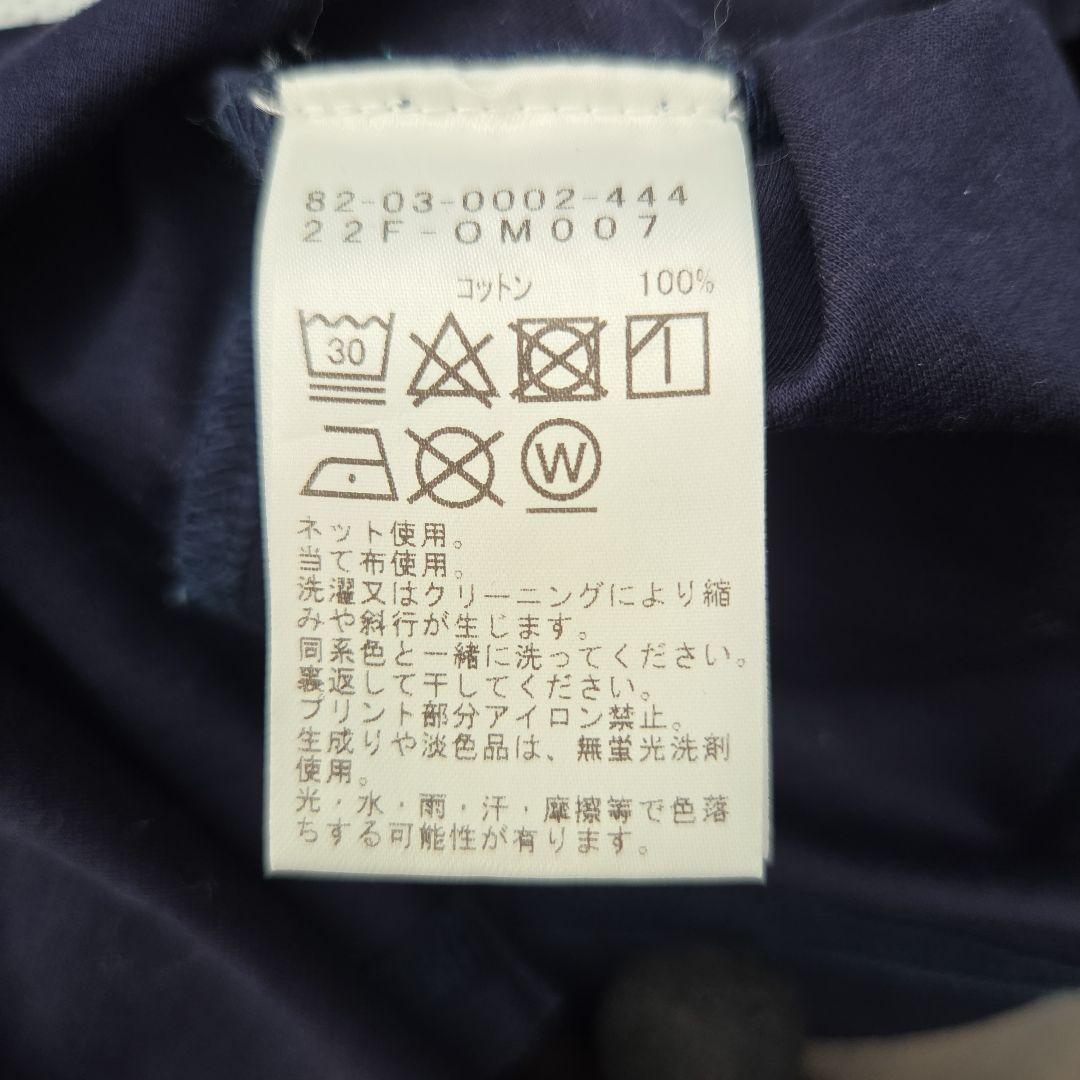 82-03-0002-444
22F-OM007
コットン 100%
30
W
ネット使用。
当て布使用。
洗濯又はクリーニングにより縮
みや斜行が生じます。
同系色と一緒に洗ってください。
裏返して干してください。
プリント部分アイロン禁止。
生成りや淡色品は、無蛍光洗剤
使用。
光・水・雨・汗・摩擦等で色落
ちする可能性が有ります。